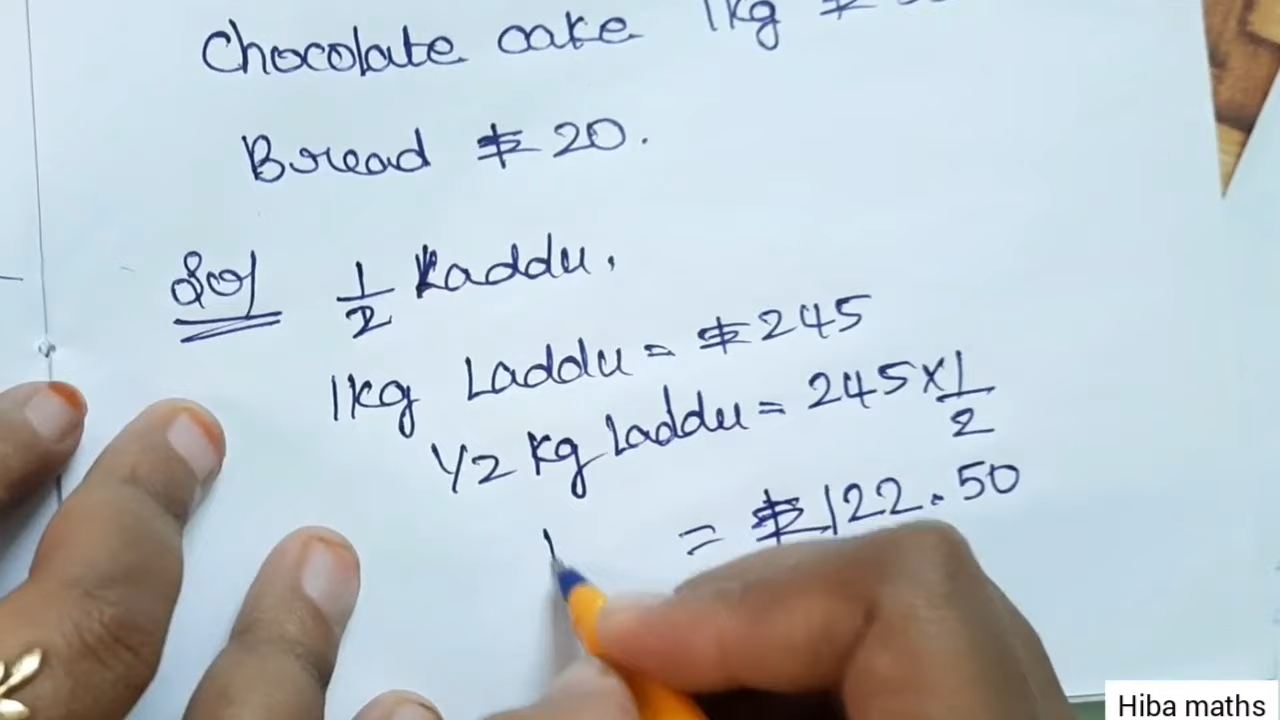 Chocolate cake 1kg
Bread ₹ 20.
Sol 1/2 Laddu.
1kg Laddu = ₹ 245
1/2 kg Laddu = 245 × 1/2
= ₹ 122.50
Hiba maths